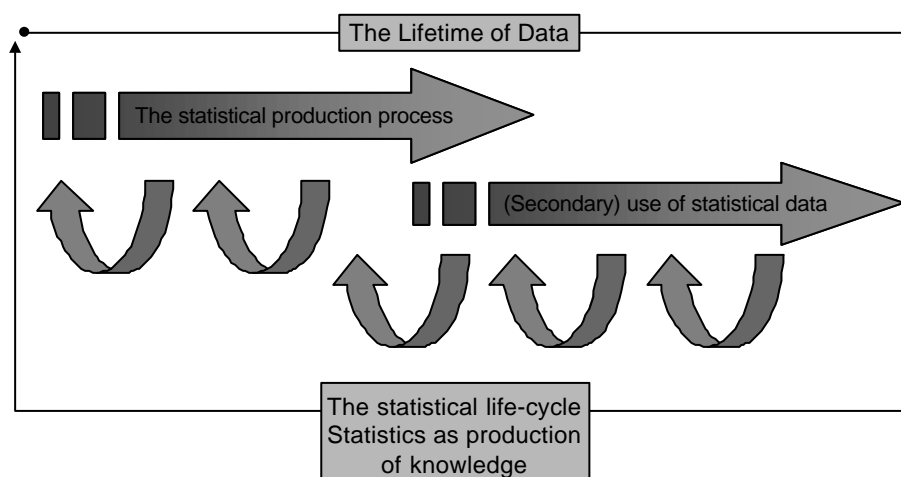 The Lifetime of Data
The statistical production process
(Secondary) use of statistical data
The statistical life-cycle
Statistics as production
of knowledge